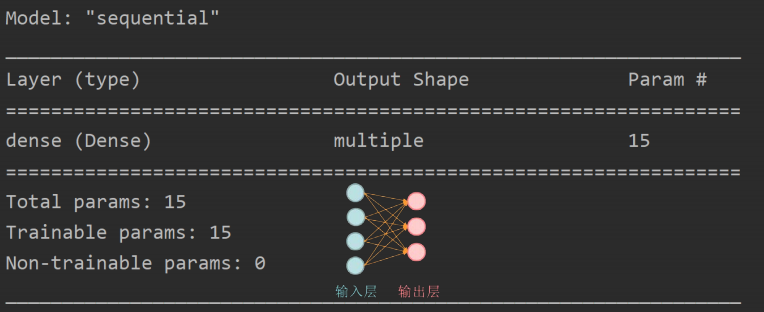 Model: "sequential"
_________________________________________________________________
Layer (type)                 Output Shape              Param #
=================================================================
dense (Dense)                multiple                  15
=================================================================
Total params: 15
Trainable params: 15
Non-trainable params: 0
输入层 输出层
_________________________________________________________________